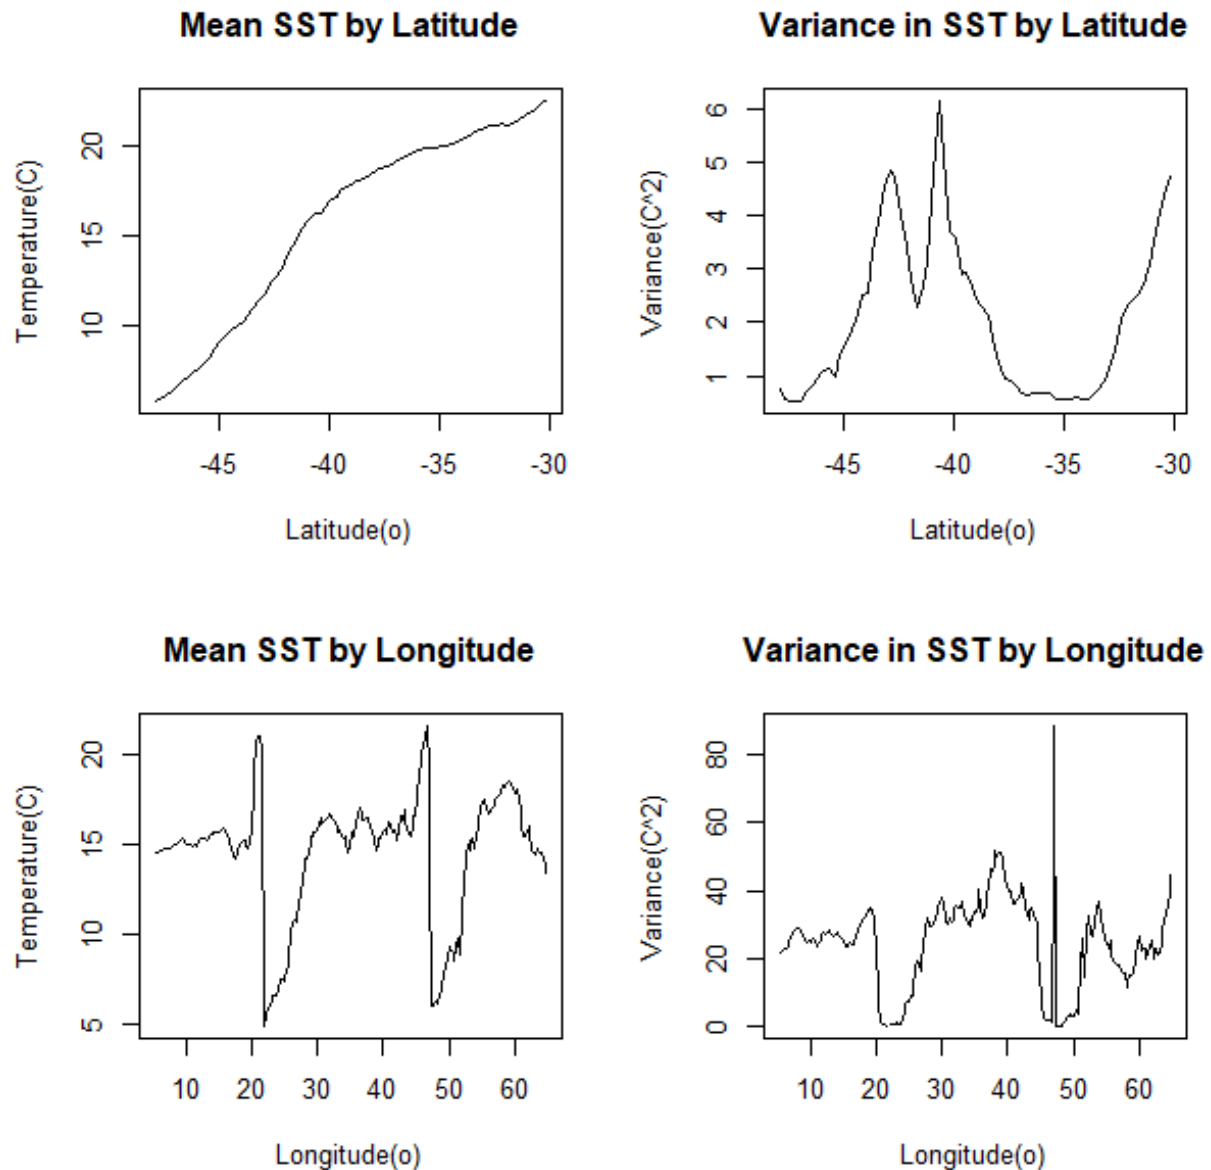 Mean SST by Latitude
Temperature(C)
20
15
10
-45 -40 -35 -30
Latitude(o)
Variance in SST by Latitude
Variance(C^2)
6
5
4
3
2
1
-45 -40 -35 -30
Latitude(o)
Mean SST by Longitude
Temperature(C)
20
15
10
5
10 20 30 40 50 60
Longitude(o)
Variance in SST by Longitude
Variance(C^2)
80
60
40
20
0
10 20 30 40 50 60
Longitude(o)